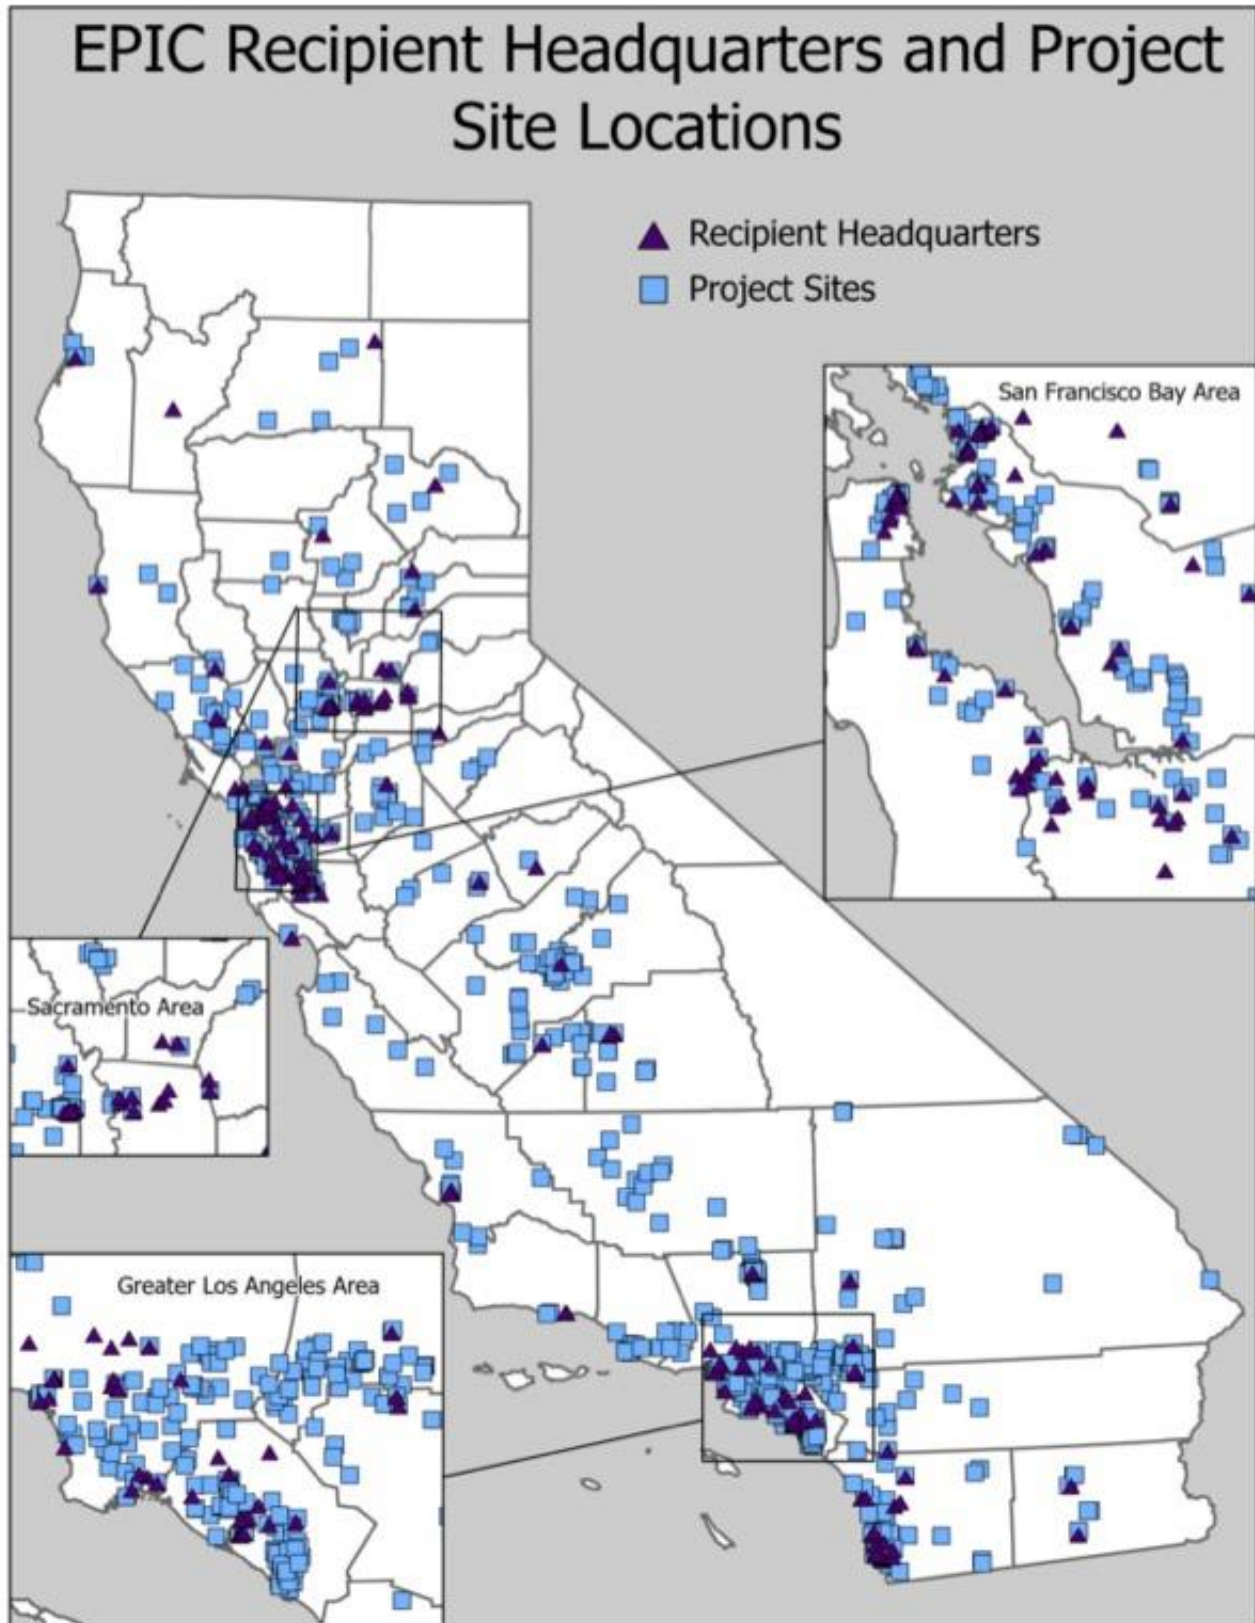 EPIC Recipient Headquarters and Project
Site Locations
Recipient Headquarters
Project Sites
San Francisco Bay Area
Sacramento Area
Greater Los Angeles Area